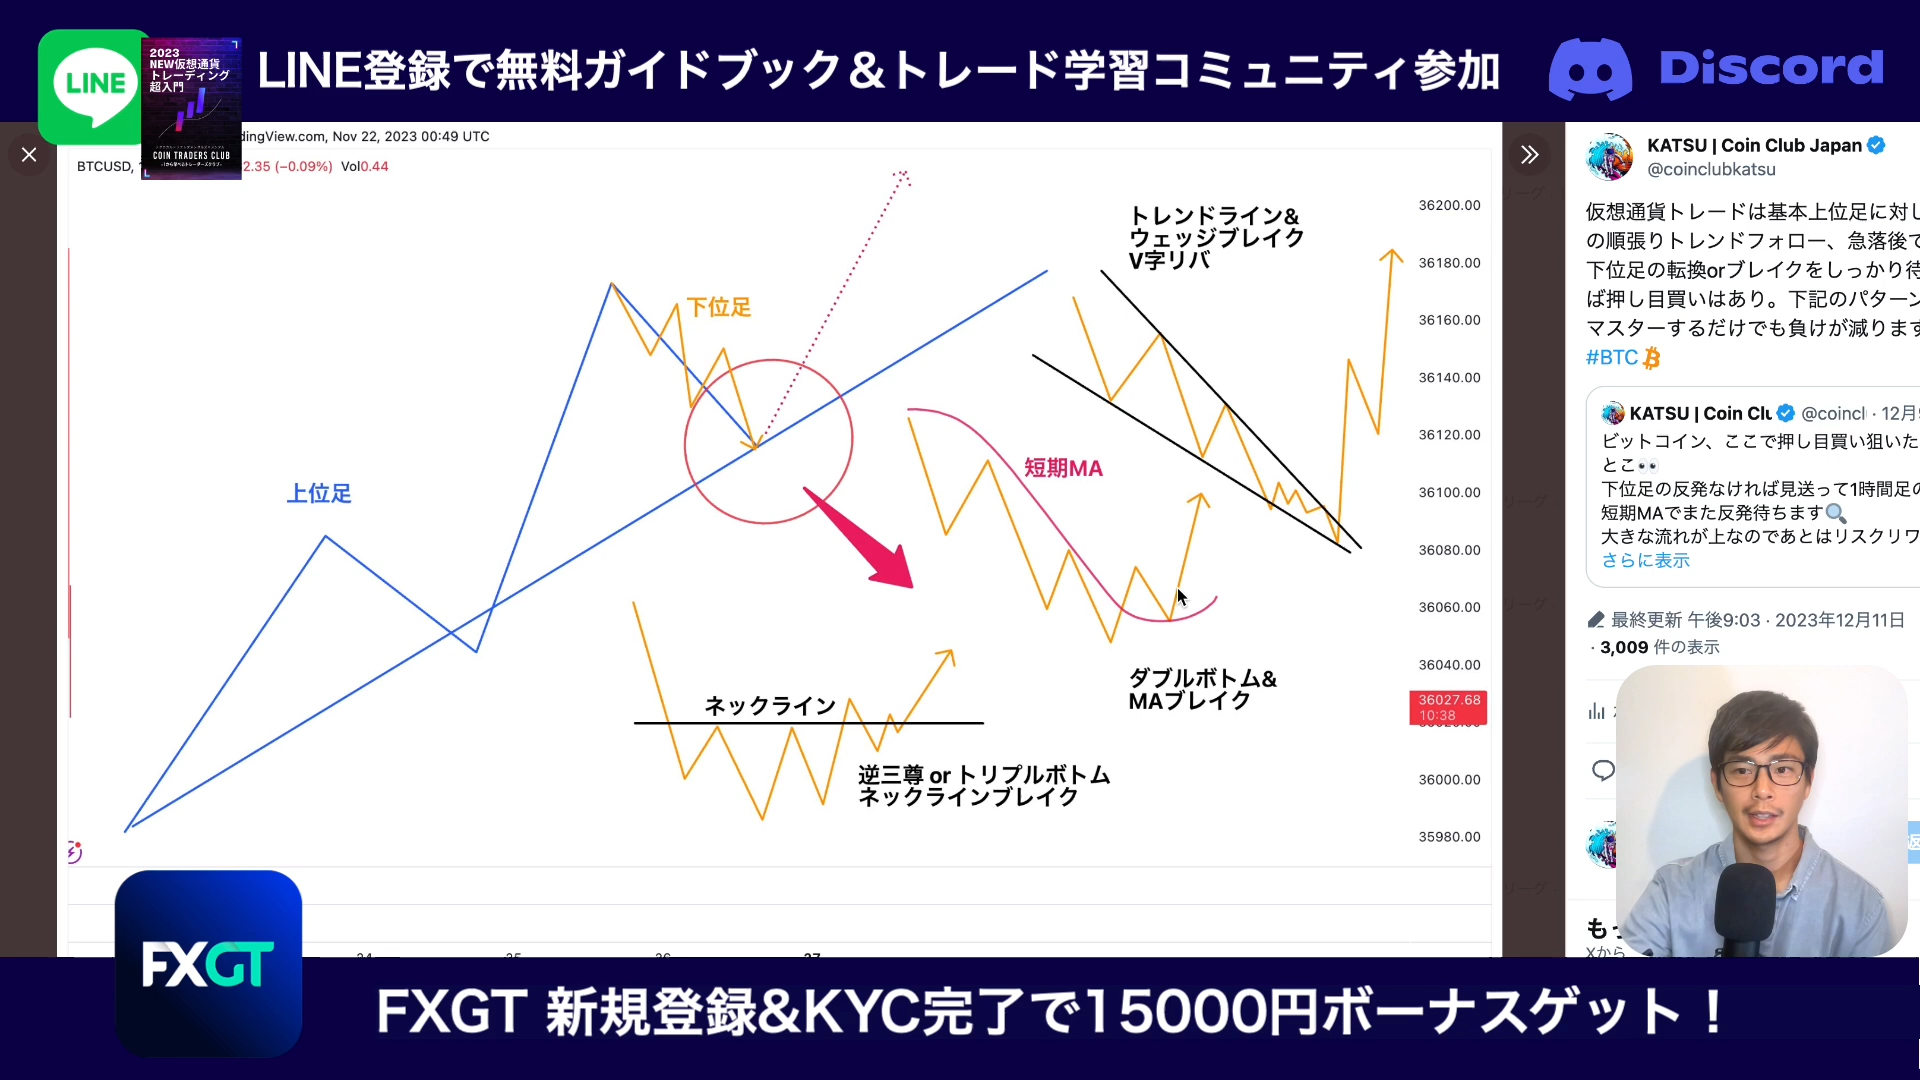 LINE
2023
NEW仮想通貨
トレーディング
超入門
COIN TRADERS CLUB
LINE登録で無料ガイドブック＆トレード学習コミュニティ参加
Discord
dingView.com, Nov 22, 2023 00:49 UTC
BTCUSD,
2.35 (−0.09%) Vol0.44
上位足
下位足
トレンドライン&
ウェッジブレイク
V字リバ
短期MA
ダブルボトム&
MAブレイク
ネックライン
逆三尊 or トリプルボトム
ネックラインブレイク
36200.00
36180.00
36160.00
36140.00
36120.00
36100.00
36080.00
36060.00
36040.00
36027.68
10:38
36000.00
35980.00
KATSU | Coin Club Japan
@coinclubkatsu
仮想通貨トレードは基本上位足に対し
の順張りトレンドフォロー、急落後で
下位足の転換orブレイクをしっかり待
ば押し目買いはあり。下記のパターン
マスターするだけでも負けが減ります
#BTC
KATSU | Coin Clu @coincl · 12月9
ビットコイン、ここで押し目買い狙いた
とこ👀
下位足の反発なければ見送って1時間足の
短期MAでまた反発待ちます🔍
大きな流れが上なのであとはリスクリワ
さらに表示
最終更新 午後9:03 · 2023年12月11日
· 3,009 件の表示
もっ
Xから
FXGT
FXGT 新規登録&KYC完了で15000円ボーナスゲット！